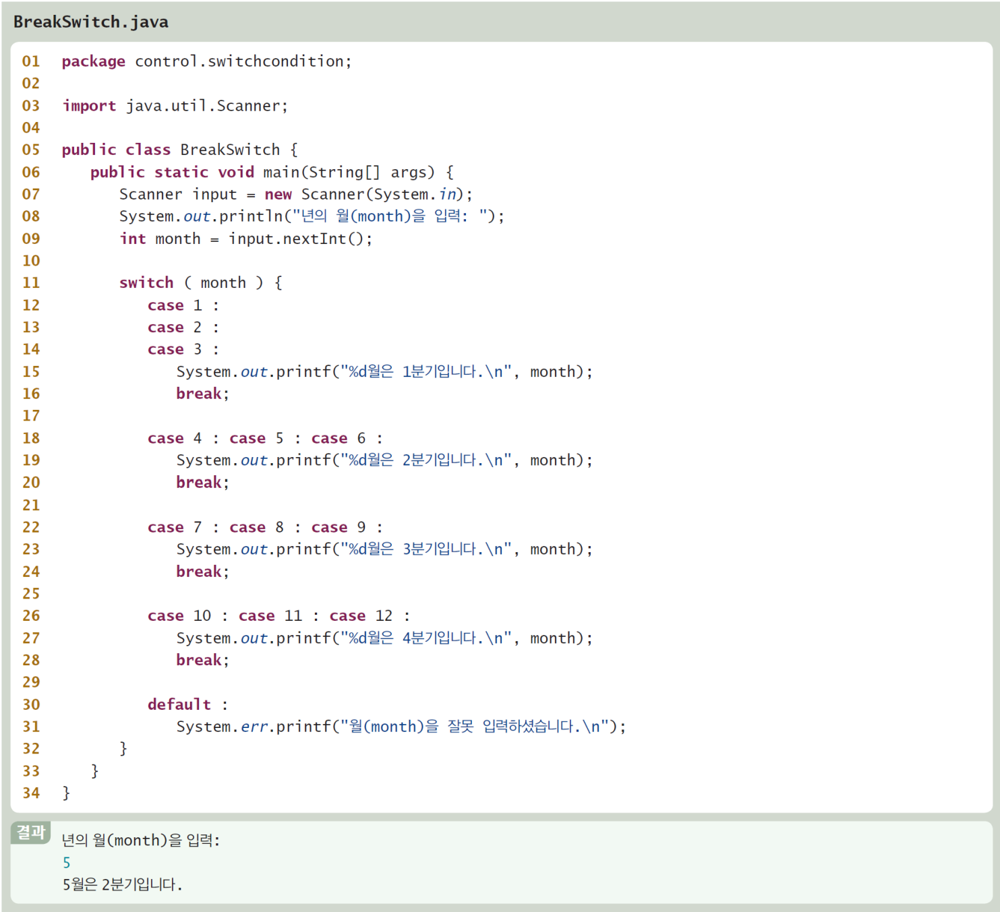 BreakSwitch.java
01 package control.switchcondition;
02
03 import java.util.Scanner;
04
05 public class BreakSwitch {
06 public static void main(String[] args) {
07 Scanner input = new Scanner(System.in);
08 System.out.println("년의 월(month)을 입력: ");
09 int month = input.nextInt();
10
11 switch ( month ) {
12 case 1 :
13 case 2 :
14 case 3 :
15 System.out.printf("%d월은 1분기입니다.\n", month);
16 break;
17
18 case 4 : case 5 : case 6 :
19 System.out.printf("%d월은 2분기입니다.\n", month);
20 break;
21
22 case 7 : case 8 : case 9 :
23 System.out.printf("%d월은 3분기입니다.\n", month);
24 break;
25
26 case 10 : case 11 : case 12 :
27 System.out.printf("%d월은 4분기입니다.\n", month);
28 break;
29
30 default :
31 System.err.printf("월(month)을 잘못 입력하셨습니다.\n");
32 }
33 }
34 }
결과
년의 월(month)을 입력:
5
5월은 2분기입니다.